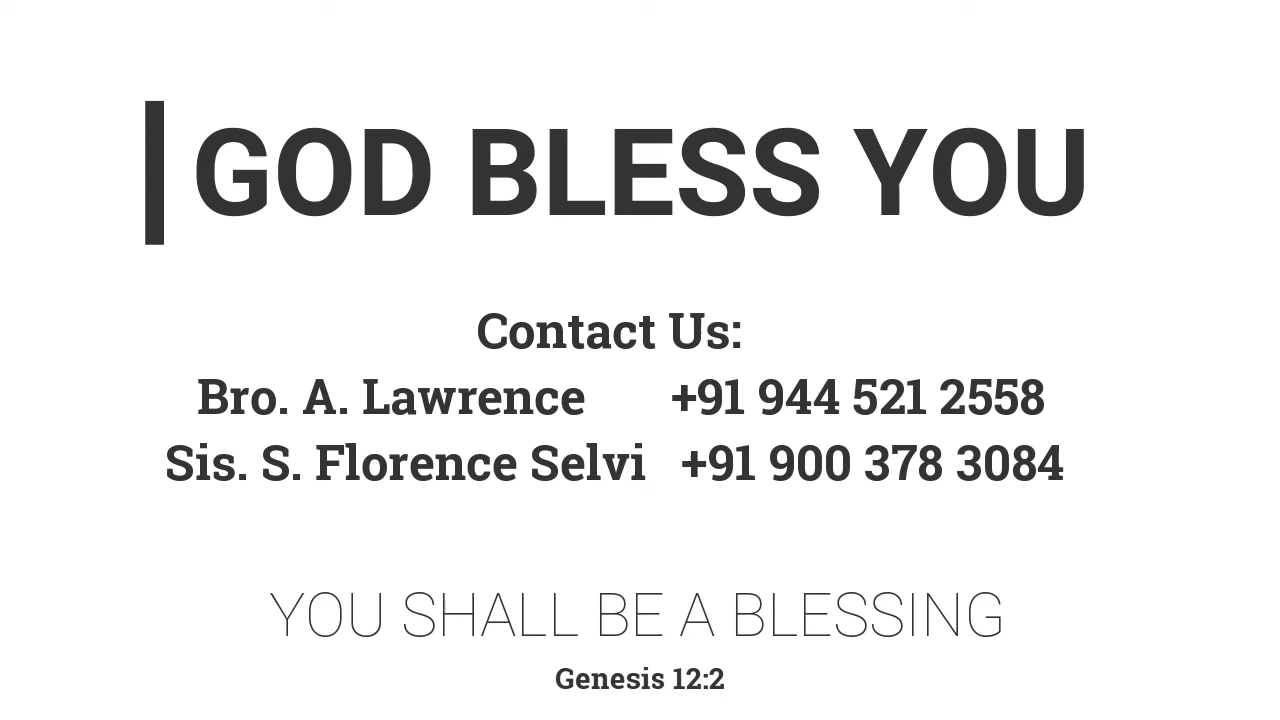 GOD BLESS YOU
Contact Us:
Bro. A. Lawrence +91 944 521 2558
Sis. S. Florence Selvi +91 900 378 3084
YOU SHALL BE A BLESSING
Genesis 12:2